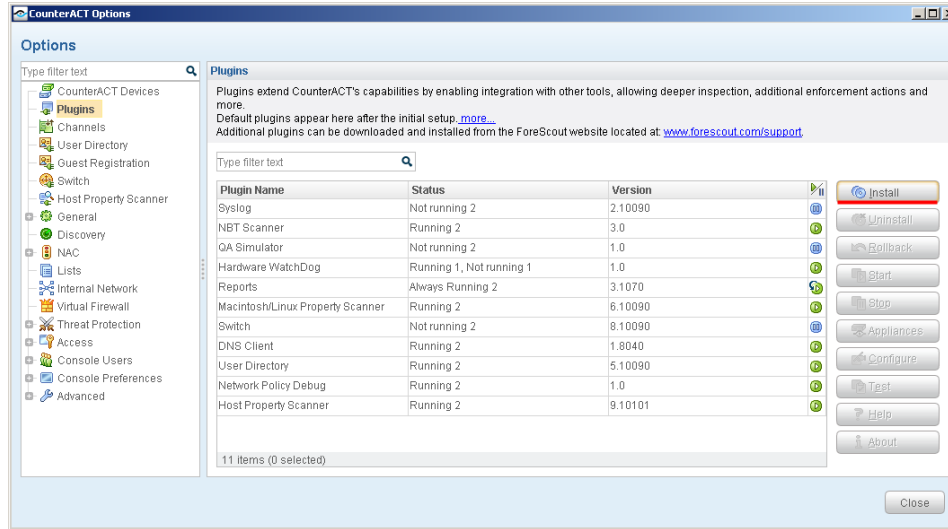 CounterACT Options
Options
Type filter text
CounterACT Devices
Plugins
Channels
User Directory
Guest Registration
Switch
Host Property Scanner
General
Discovery
NAC
Lists
Internal Network
Virtual Firewall
Threat Protection
Access
Console Users
Console Preferences
Advanced
Plugins
Plugins extend CounterACT's capabilities by enabling integration with other tools, allowing deeper inspection, additional enforcement actions and
more.
Default plugins appear here after the initial setup. more...
Additional plugins can be downloaded and installed from the ForeScout website located at: www.forescout.com/support.
Type filter text
Plugin Name Status Version
Syslog Not running 2 2.10090
NBT Scanner Running 2 3.0
QA Simulator Not running 2 1.0
Hardware WatchDog Running 1, Not running 1 1.0
Reports Always Running 2 3.1070
Macintosh/Linux Property Scanner Running 2 6.10090
Switch Not running 2 8.10090
DNS Client Running 2 1.8040
User Directory Running 2 5.10090
Network Policy Debug Running 2 1.0
Host Property Scanner Running 2 9.10101
11 items (0 selected)
Install
Uninstall
Rollback
Start
Stop
Appliances
Configure
Test
Help
About
Close